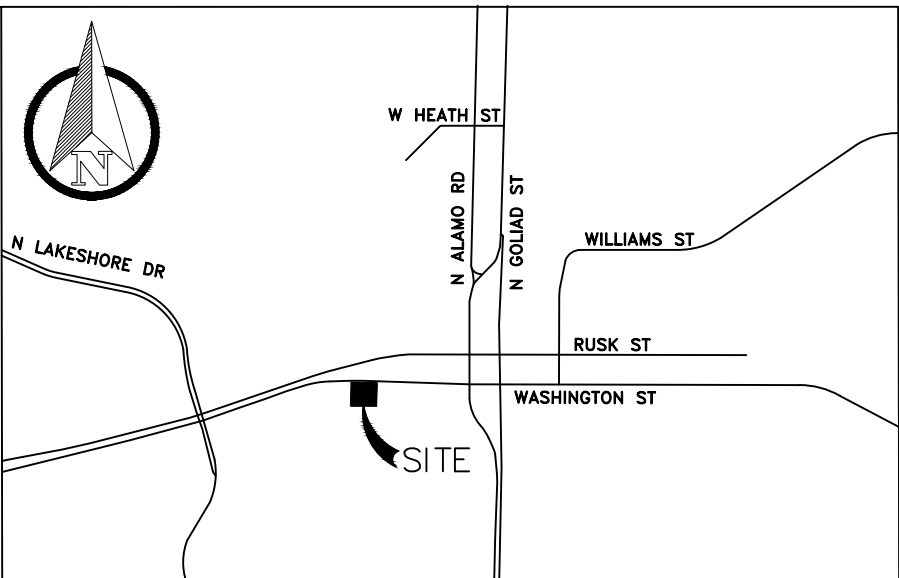 W HEATH ST
N
N ALAMO RD
N GOLIAD ST
WILLIAMS ST
N LAKESHORE DR
RUSK ST
WASHINGTON ST
SITE